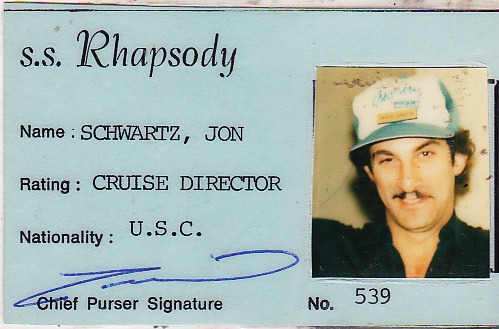 s.s. Rhapsody
Name : SCHWARTZ, JON
Rating : CRUISE DIRECTOR
Nationality : U.S.C.
Chief Purser Signature
No. 539